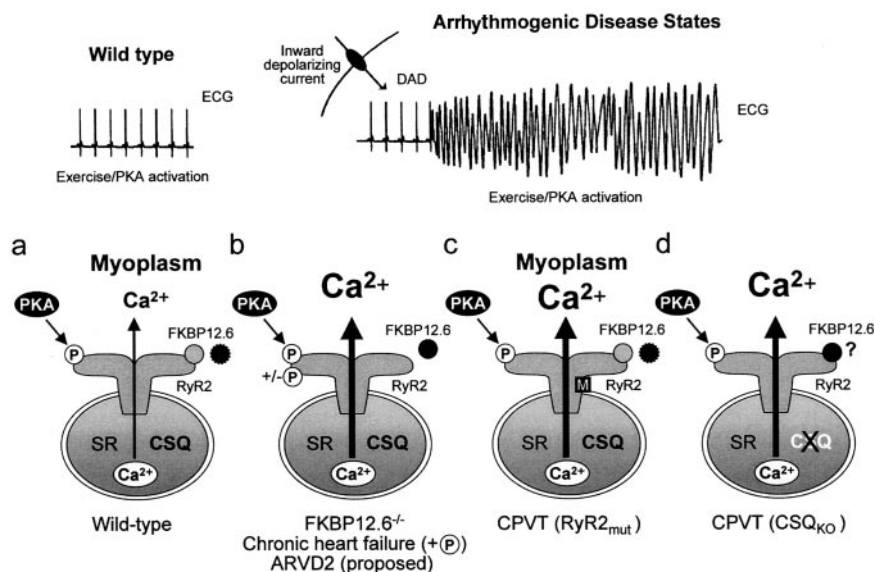 Arrhythmogenic Disease States
Wild type
Inward
depolarizing
current
DAD
ECG
ECG
Exercise/PKA activation
Exercise/PKA activation
a
Myoplasm
PKA
Ca²⁺
P
FKBP12.6
RyR2
SR
CSQ
Ca²⁺
Wild-type
b
PKA
Ca²⁺
P
+/- P
FKBP12.6
RyR2
SR
CSQ
Ca²⁺
FKBP12.6⁻/⁻
Chronic heart failure (+Ⓟ)
ARVD2 (proposed)
c
Myoplasm
PKA
Ca²⁺
P
FKBP12.6
M
RyR2
SR
CSQ
Ca²⁺
CPVT (RyR2mut)
d
PKA
Ca²⁺
P
FKBP12.6
?
RyR2
SR
CSQ
Ca²⁺
CPVT (CSQKO)